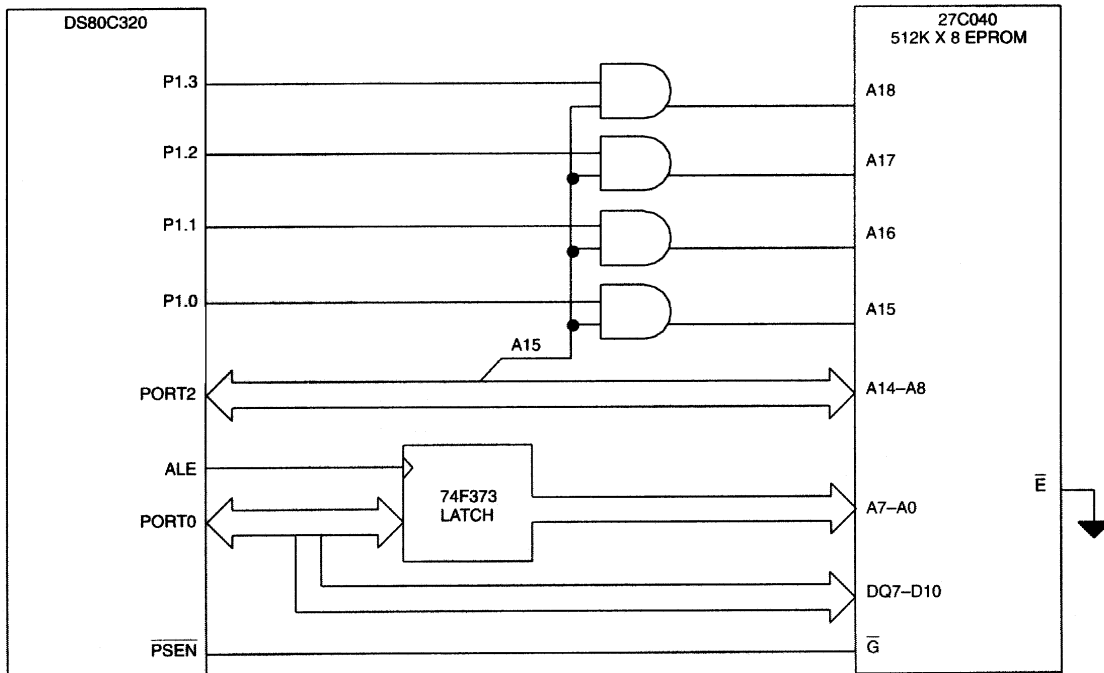 DS80C320
27C040
512K X 8 EPROM
P1.3
A18
P1.2
A17
P1.1
A16
P1.0
A15
A15
PORT2
A14–A8
ALE
74F373
LATCH
E
PORT0
A7–A0
DQ7–D10
PSEN
G